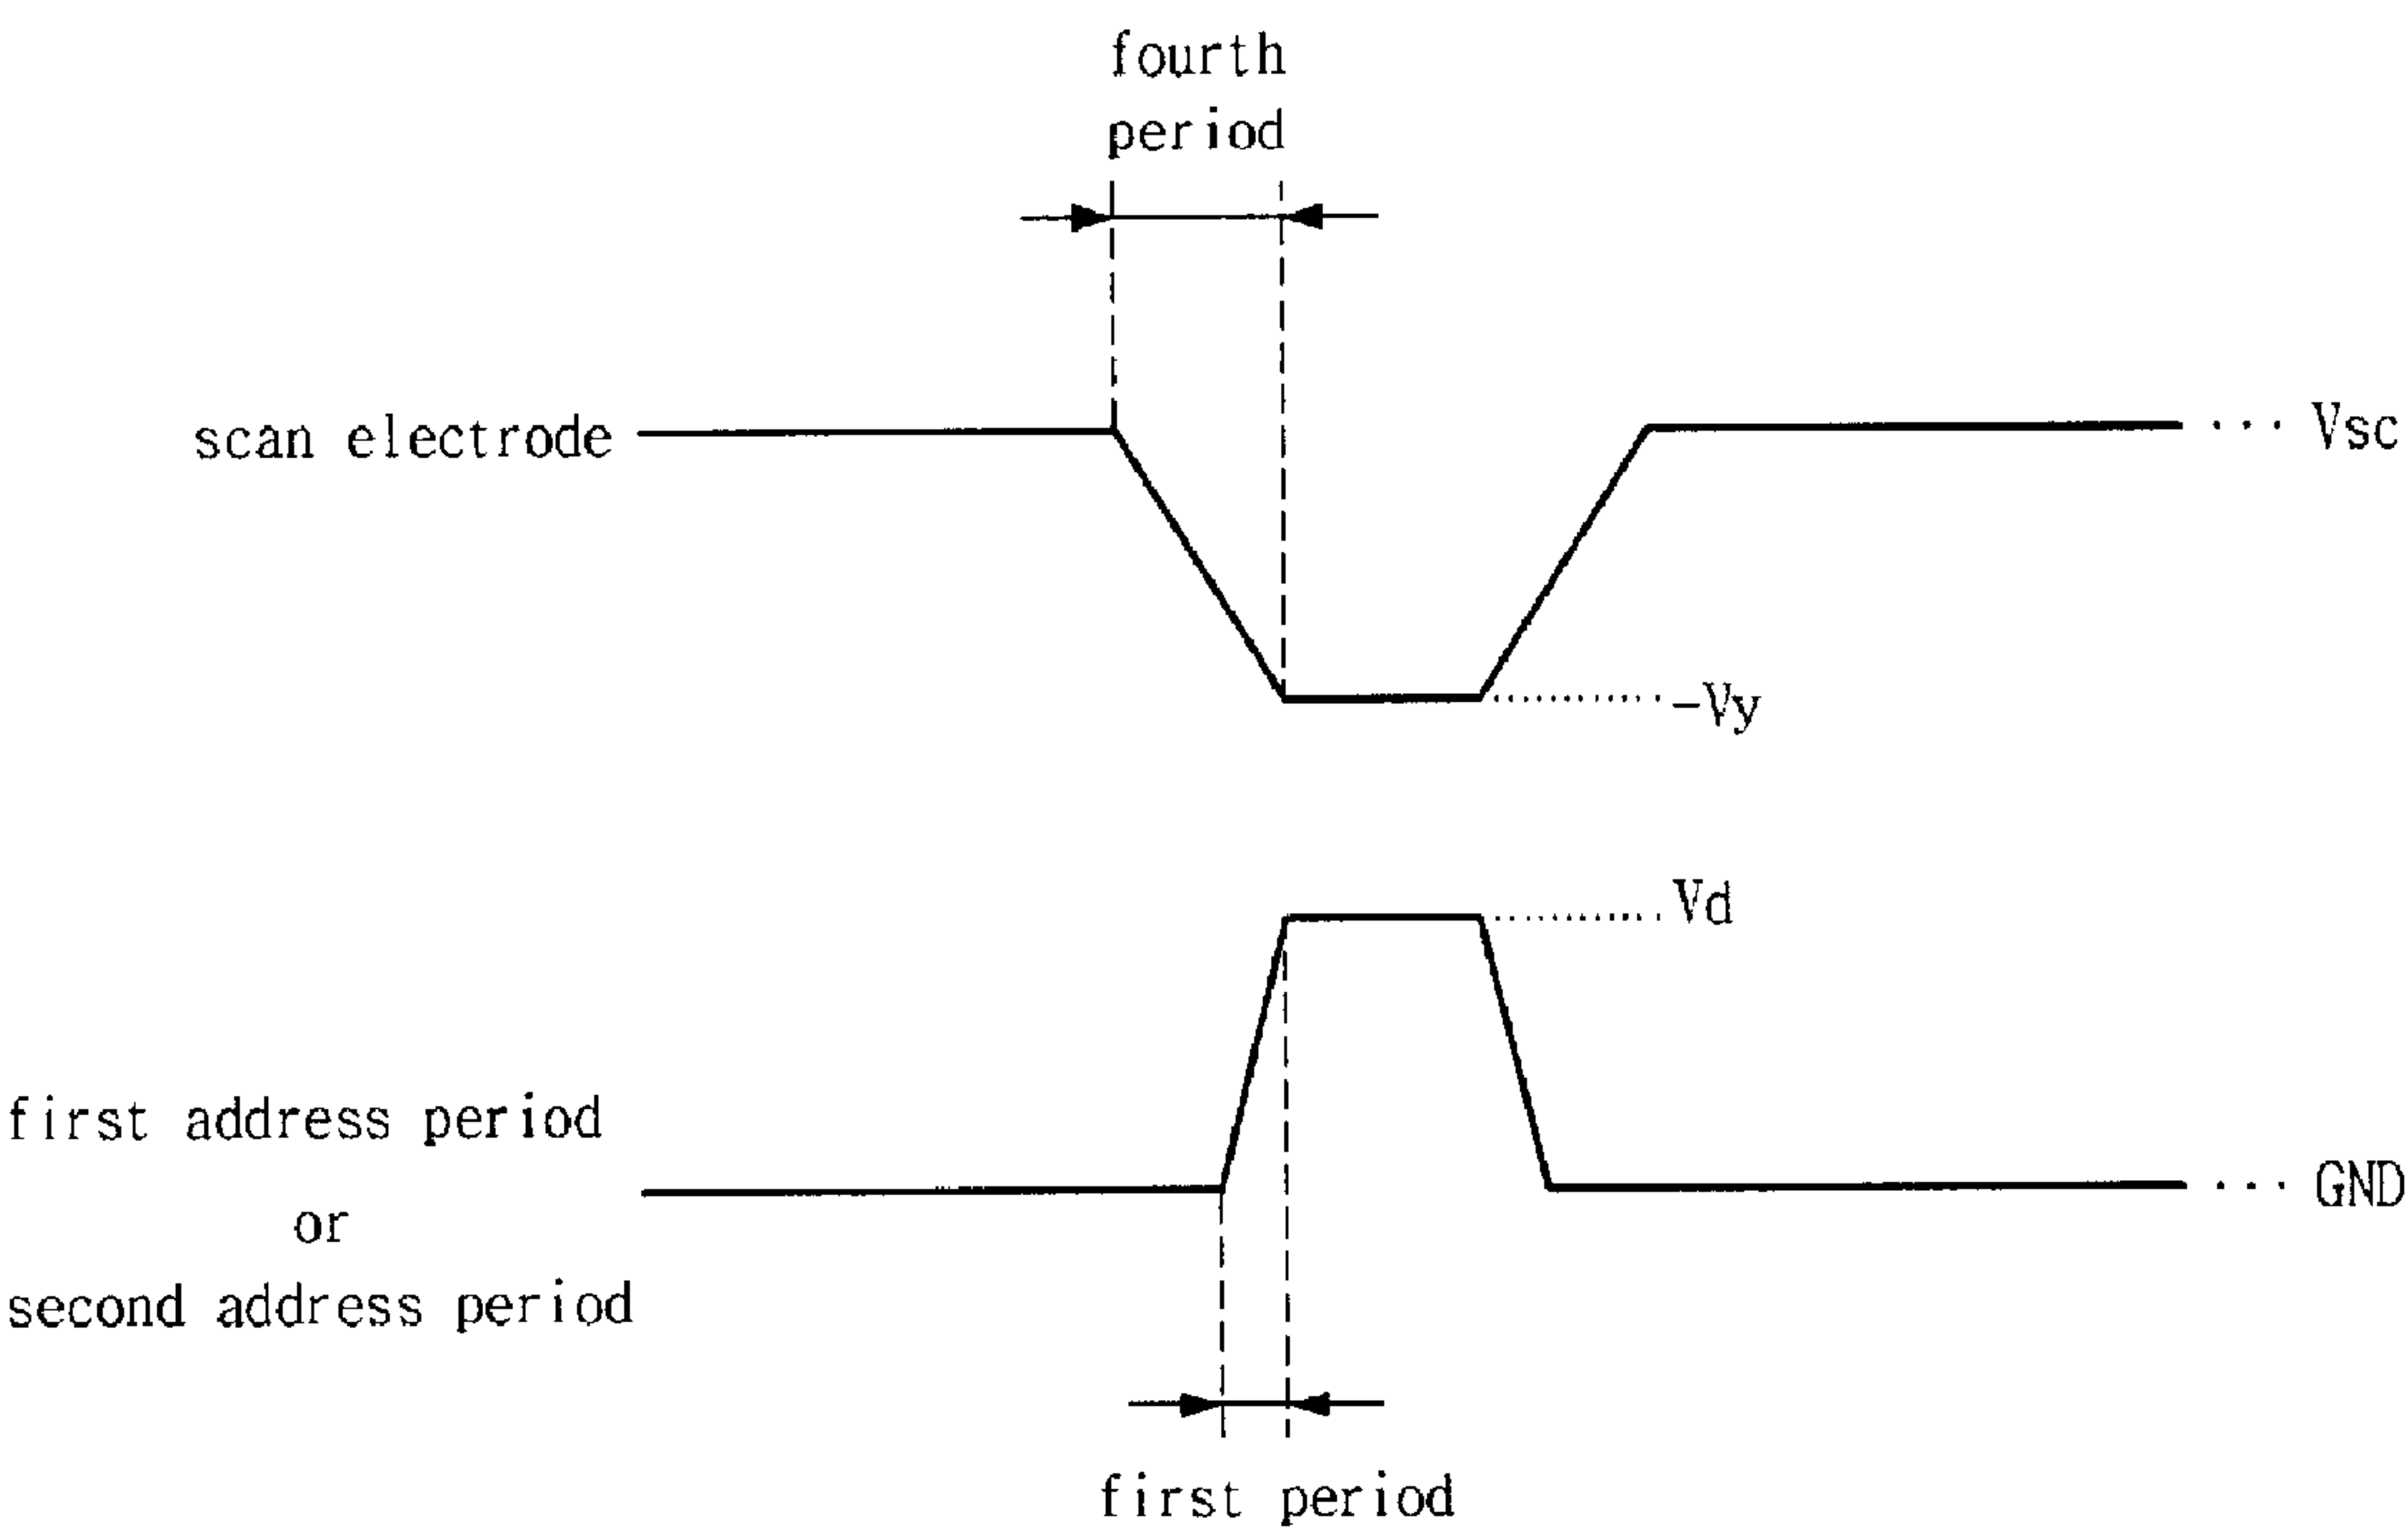 fourth
period
scan electrode
··· Vsc
-Vy
Vd
first address period
or
second address period
··· GND
first period